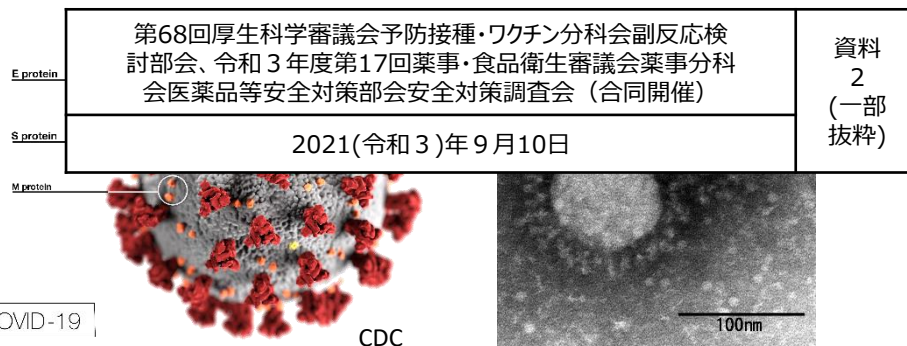 第68回厚生科学審議会予防接種・ワクチン分科会副反応検
討部会、令和３年度第17回薬事・食品衛生審議会薬事分科
会医薬品等安全対策部会安全対策調査会（合同開催）
資料
2
(一部
抜粋)
2021(令和３)年９月10日
E protein
S protein
M protein
OVID-19
CDC
100nm